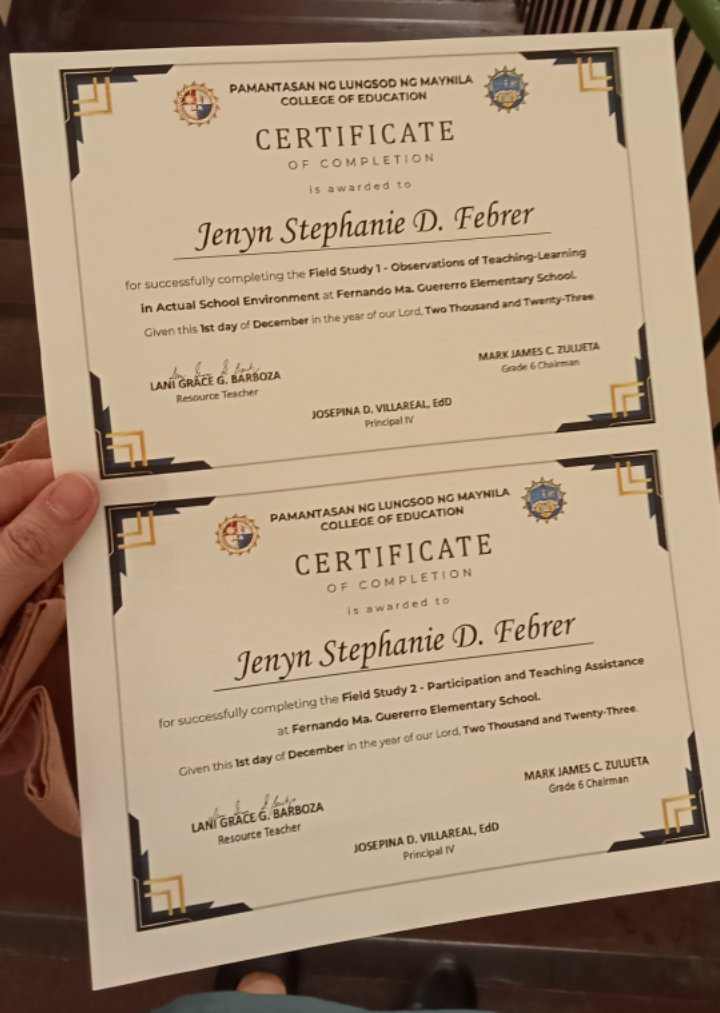 PAMANTASAN NG LUNGSOD NG MAYNILA
COLLEGE OF EDUCATION
CERTIFICATE
OF COMPLETION
is awarded to
Jenyn Stephanie D. Febrer
for successfully completing the Field Study 1 - Observations of Teaching-Learning
in Actual School Environment at Fernando Ma. Guererro Elementary School.
Given this 1st day of December in the year of our Lord, Two Thousand and Twenty-Three.
LANI GRACE G. BARBOZA
Resource Teacher
MARK JAMES C. ZULUETA
Grade 6 Chairman
JOSEPINA D. VILLAREAL, EdD
Principal IV
PAMANTASAN NG LUNGSOD NG MAYNILA
COLLEGE OF EDUCATION
CERTIFICATE
OF COMPLETION
is awarded to
Jenyn Stephanie D. Febrer
for successfully completing the Field Study 2 - Participation and Teaching Assistance
at Fernando Ma. Guererro Elementary School.
Given this 1st day of December in the year of our Lord, Two Thousand and Twenty-Three.
LANI GRACE G. BARBOZA
Resource Teacher
MARK JAMES C. ZULUETA
Grade 6 Chairman
JOSEPINA D. VILLAREAL, EdD
Principal IV